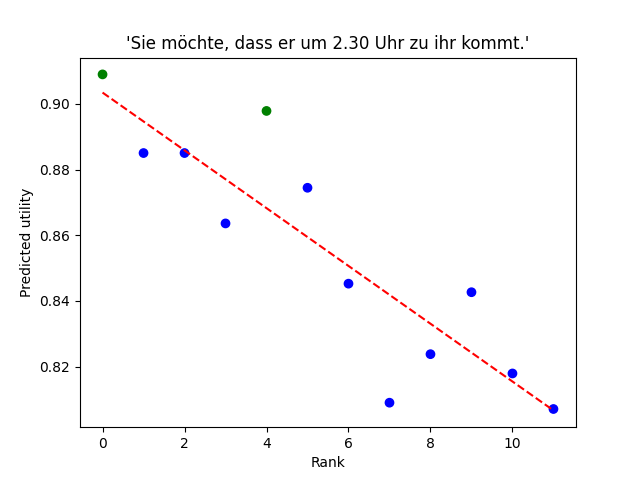 'Sie möchte, dass er um 2.30 Uhr zu ihr kommt.'
Predicted utility
0.90
0.88
0.86
0.84
0.82
0 2 4 6 8 10
Rank